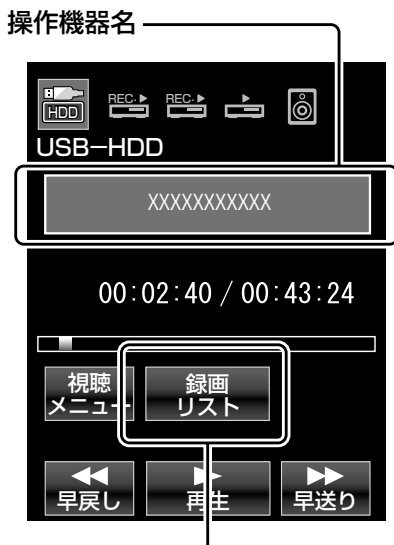 操作機器名
HDD
REC.
REC.
USB-HDD
XXXXXXXXXXX
00:02:40 / 00:43:24
視聴
メニュー
録画
リスト
早戻し
再生
早送り